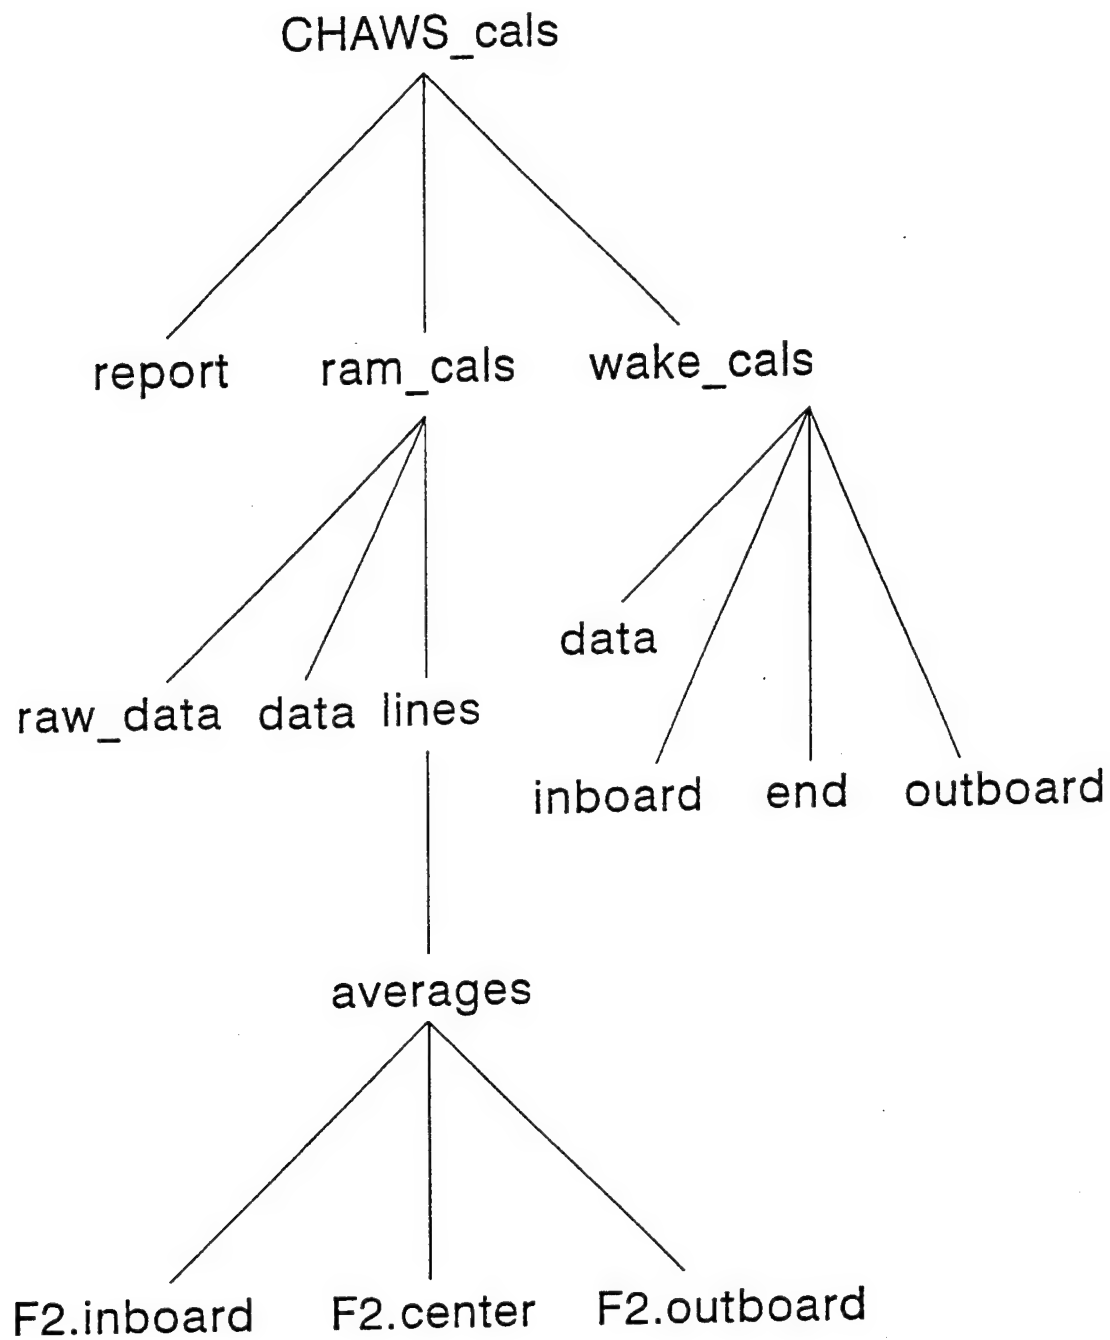 CHAWS_cals
report ram_cals wake_cals
data
raw_data data lines
inboard end outboard
averages
F2.inboard F2.center F2.outboard